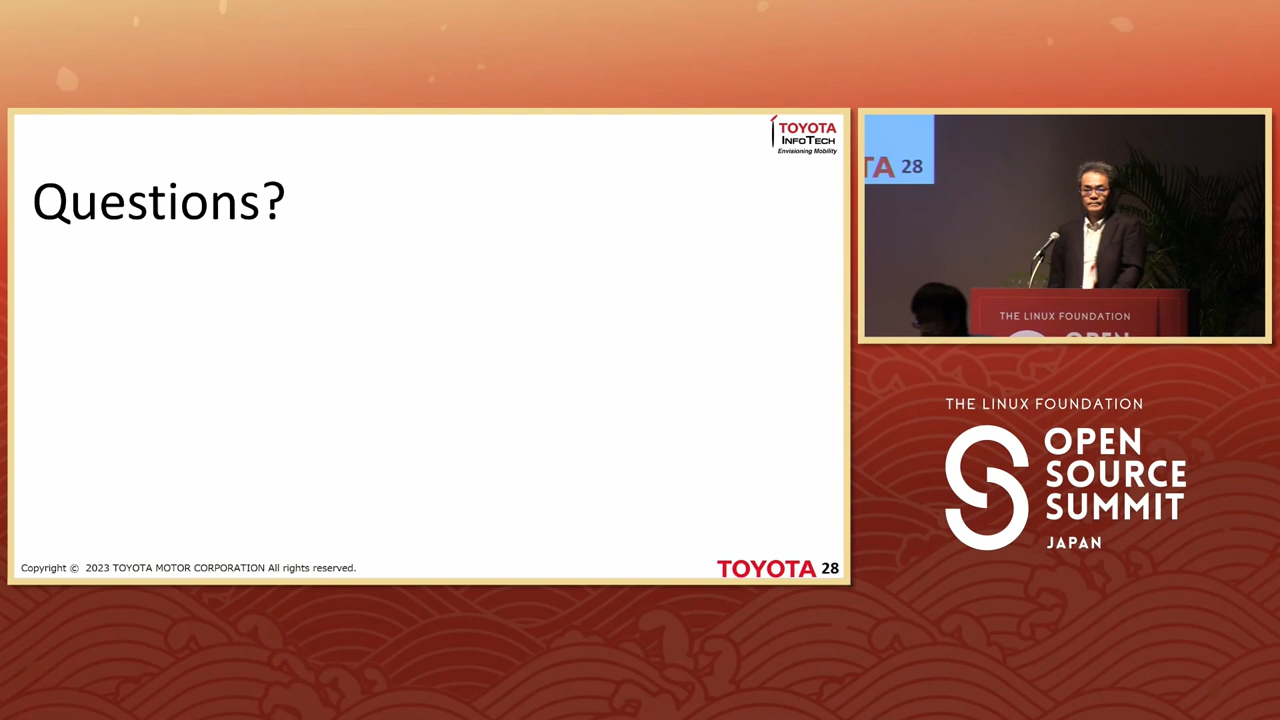 TOYOTA
INFOTECH
Envisioning Mobility
Questions?
Copyright © 2023 TOYOTA MOTOR CORPORATION All rights reserved.
TOYOTA 28
TA 28
THE LINUX FOUNDATION
OPEN
THE LINUX FOUNDATION
OPEN
SOURCE
SUMMIT
JAPAN